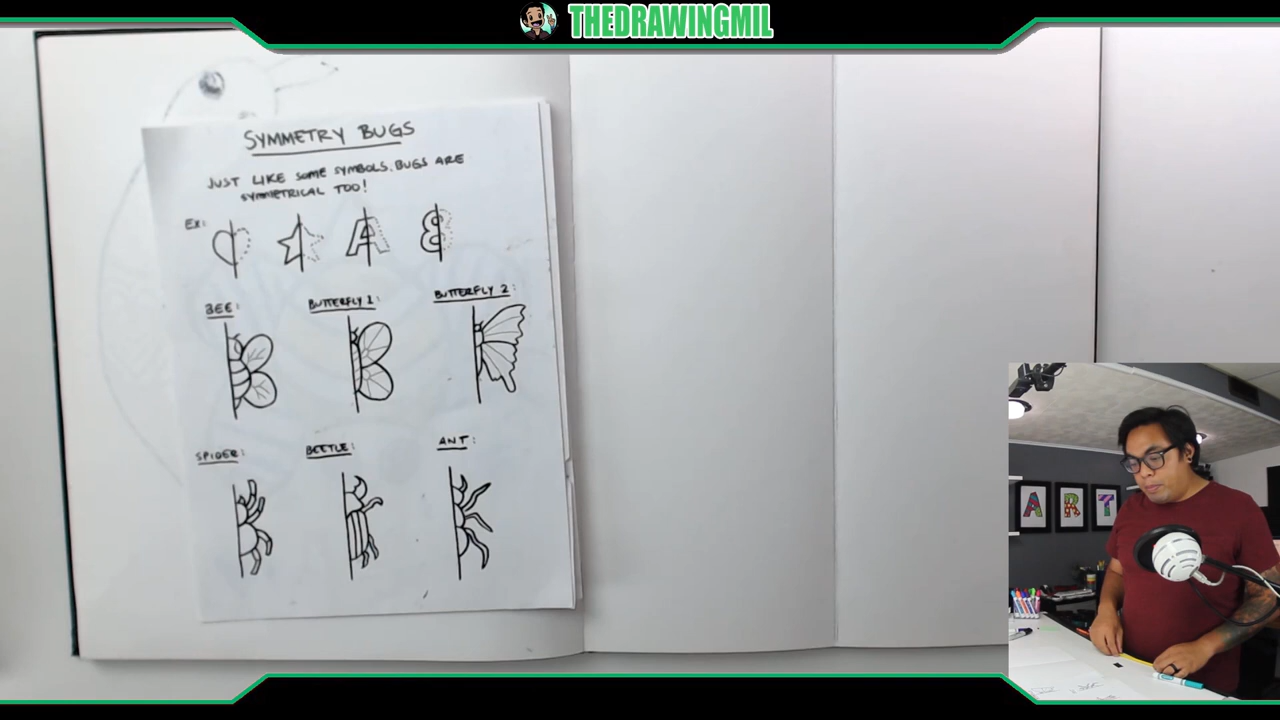 THEDRAWINGMIL
SYMMETRY BUGS
JUST LIKE SOME SYMBOLS, BUGS ARE
SYMMETRICAL TOO!
EX:
A
BEE:
BUTTERFLY 1:
BUTTERFLY 2:
SPIDER:
BEETLE:
ANT:
A R T